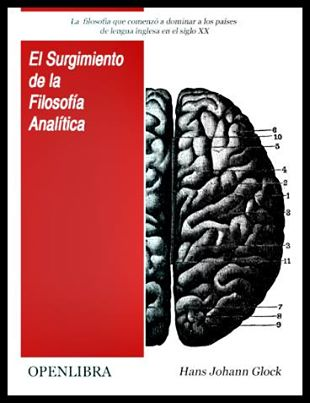 La filosofía que comenzó a dominar a los países
de lengua inglesa en el siglo XX
El Surgimiento
de la
Filosofía
Analítica
6
10
5
4
2
1
3
3
11
7
8
9
OPENLIBRA
Hans Johann Glock